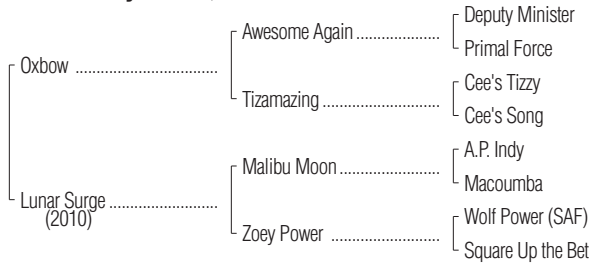 Deputy Minister
Awesome Again
Primal Force
Oxbow
Cee's Tizzy
Tizamazing
Cee's Song
A.P. Indy
Malibu Moon
Macoumba
Lunar Surge
(2010)
Wolf Power (SAF)
Zoey Power
Square Up the Bet